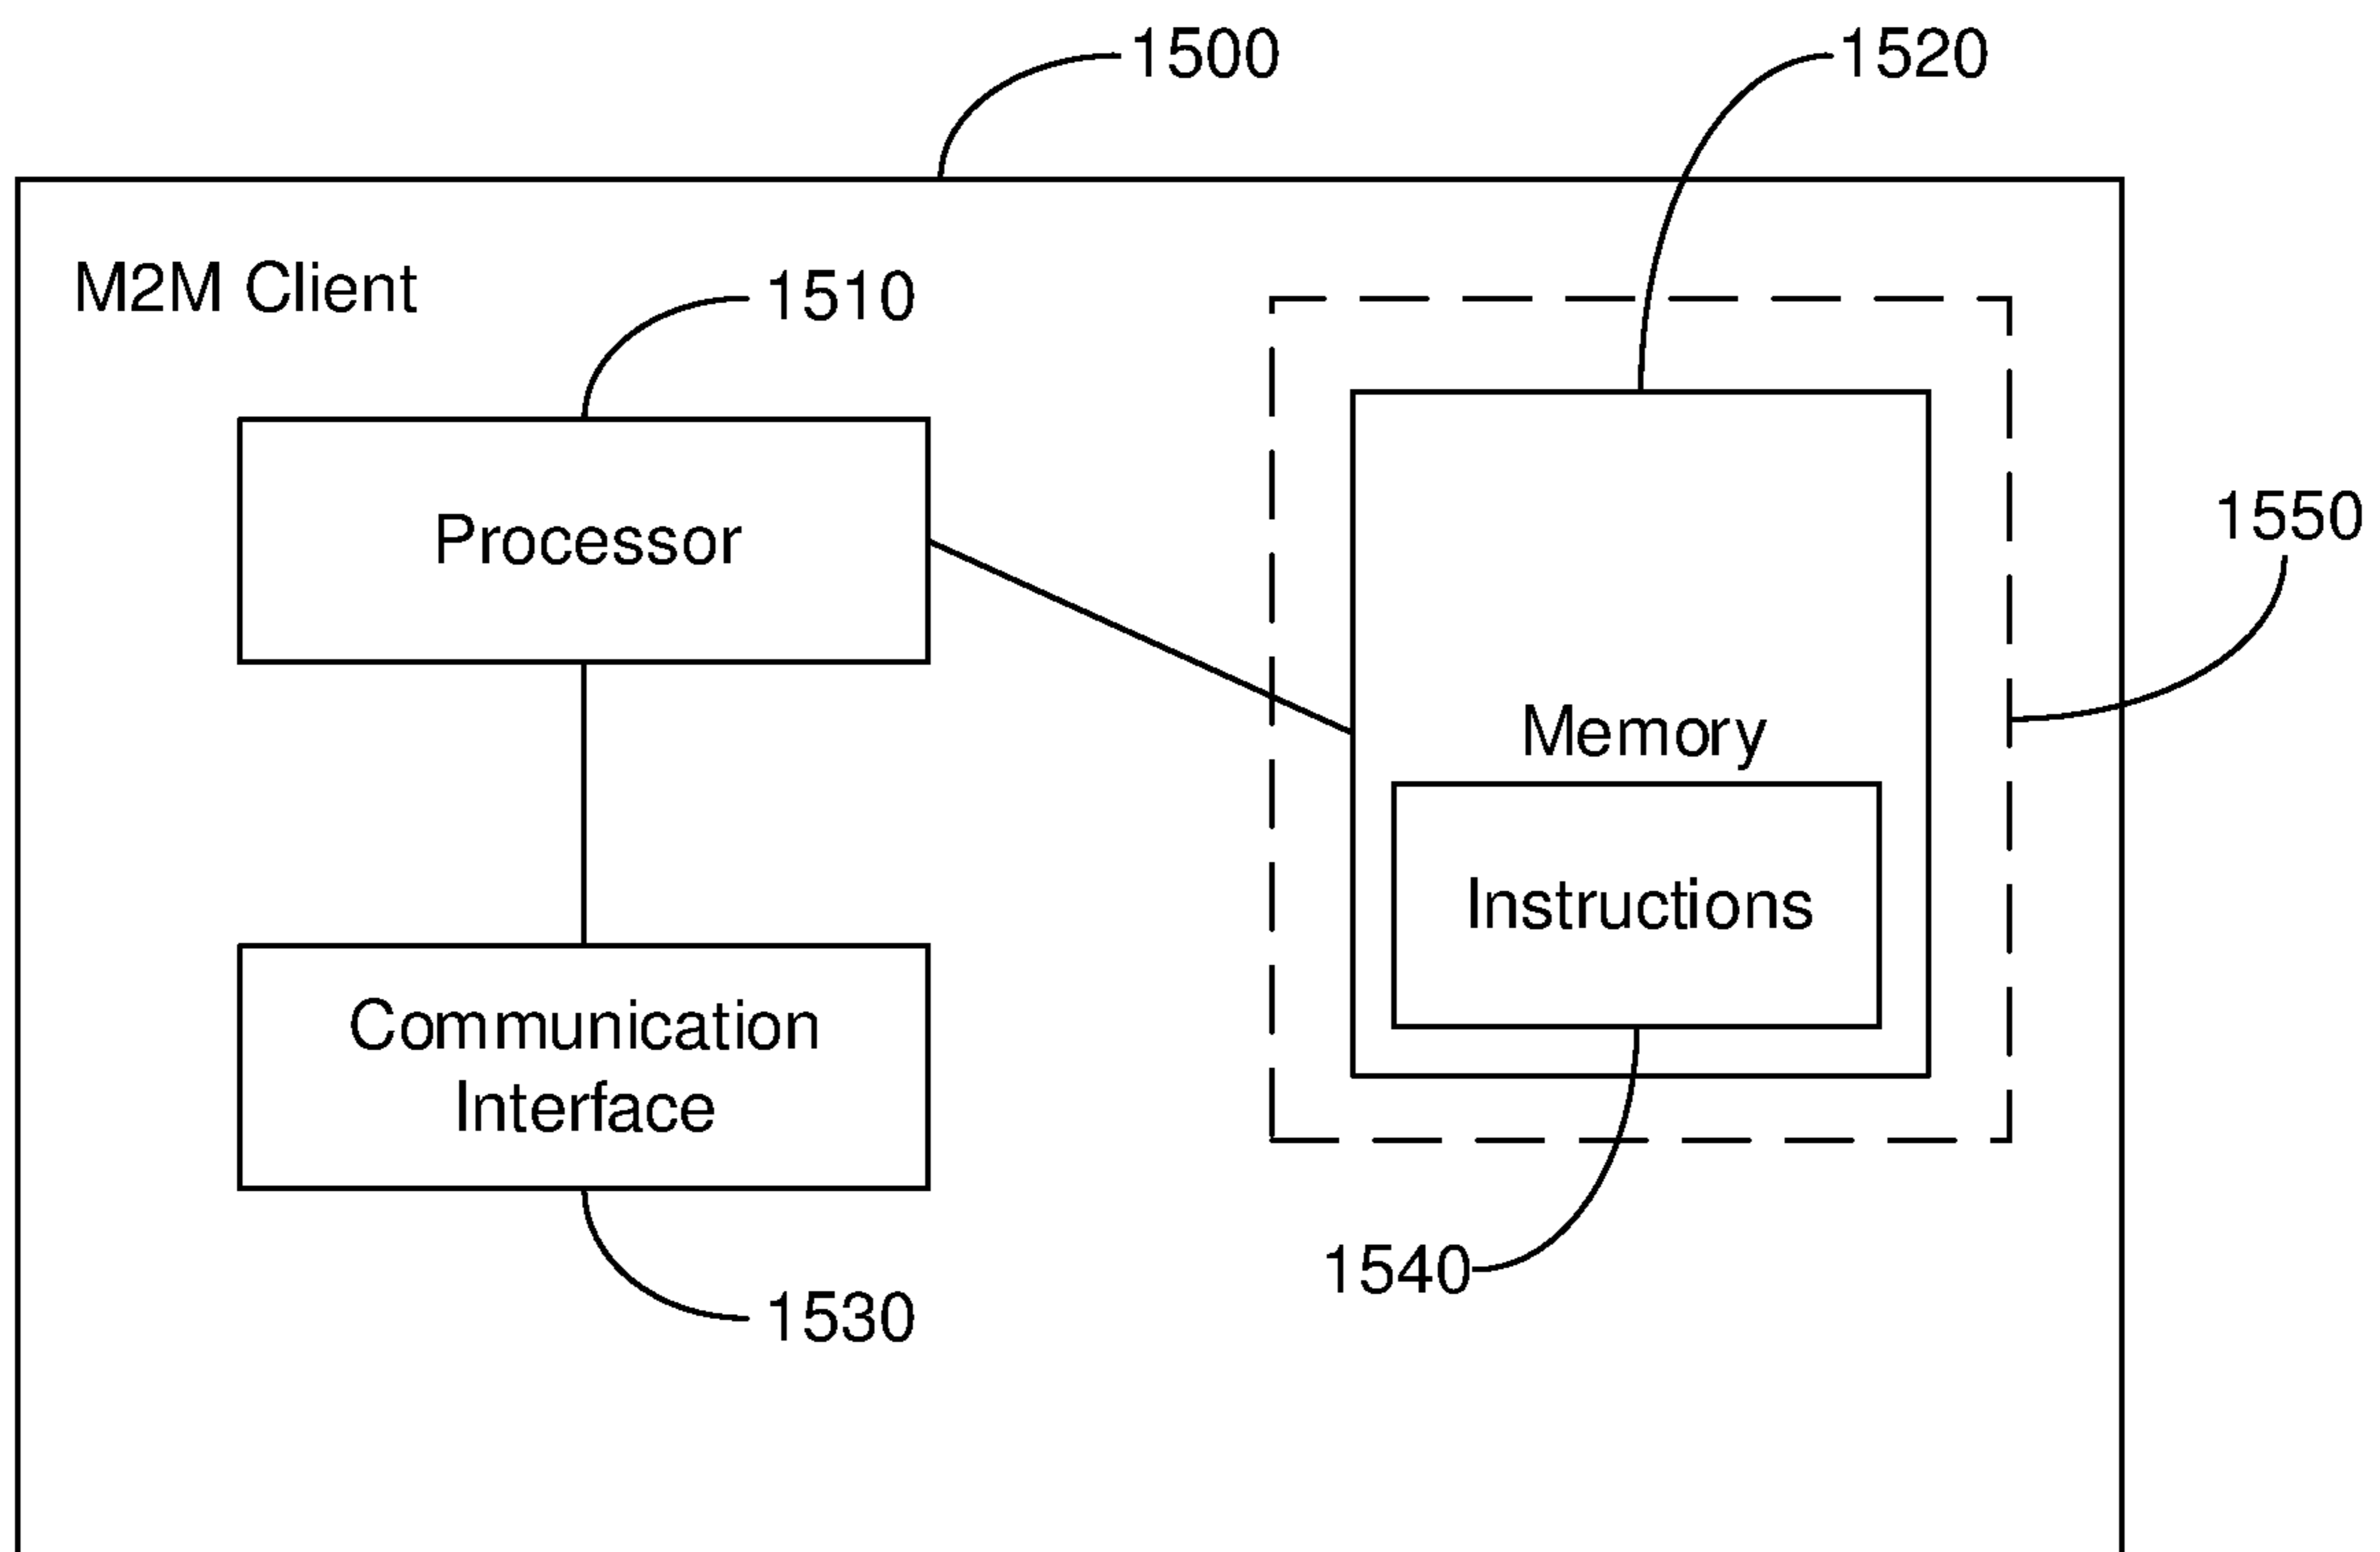 1500
1520
M2M Client
1510
1550
Processor
Memory
Instructions
Communication
Interface
1540
1530